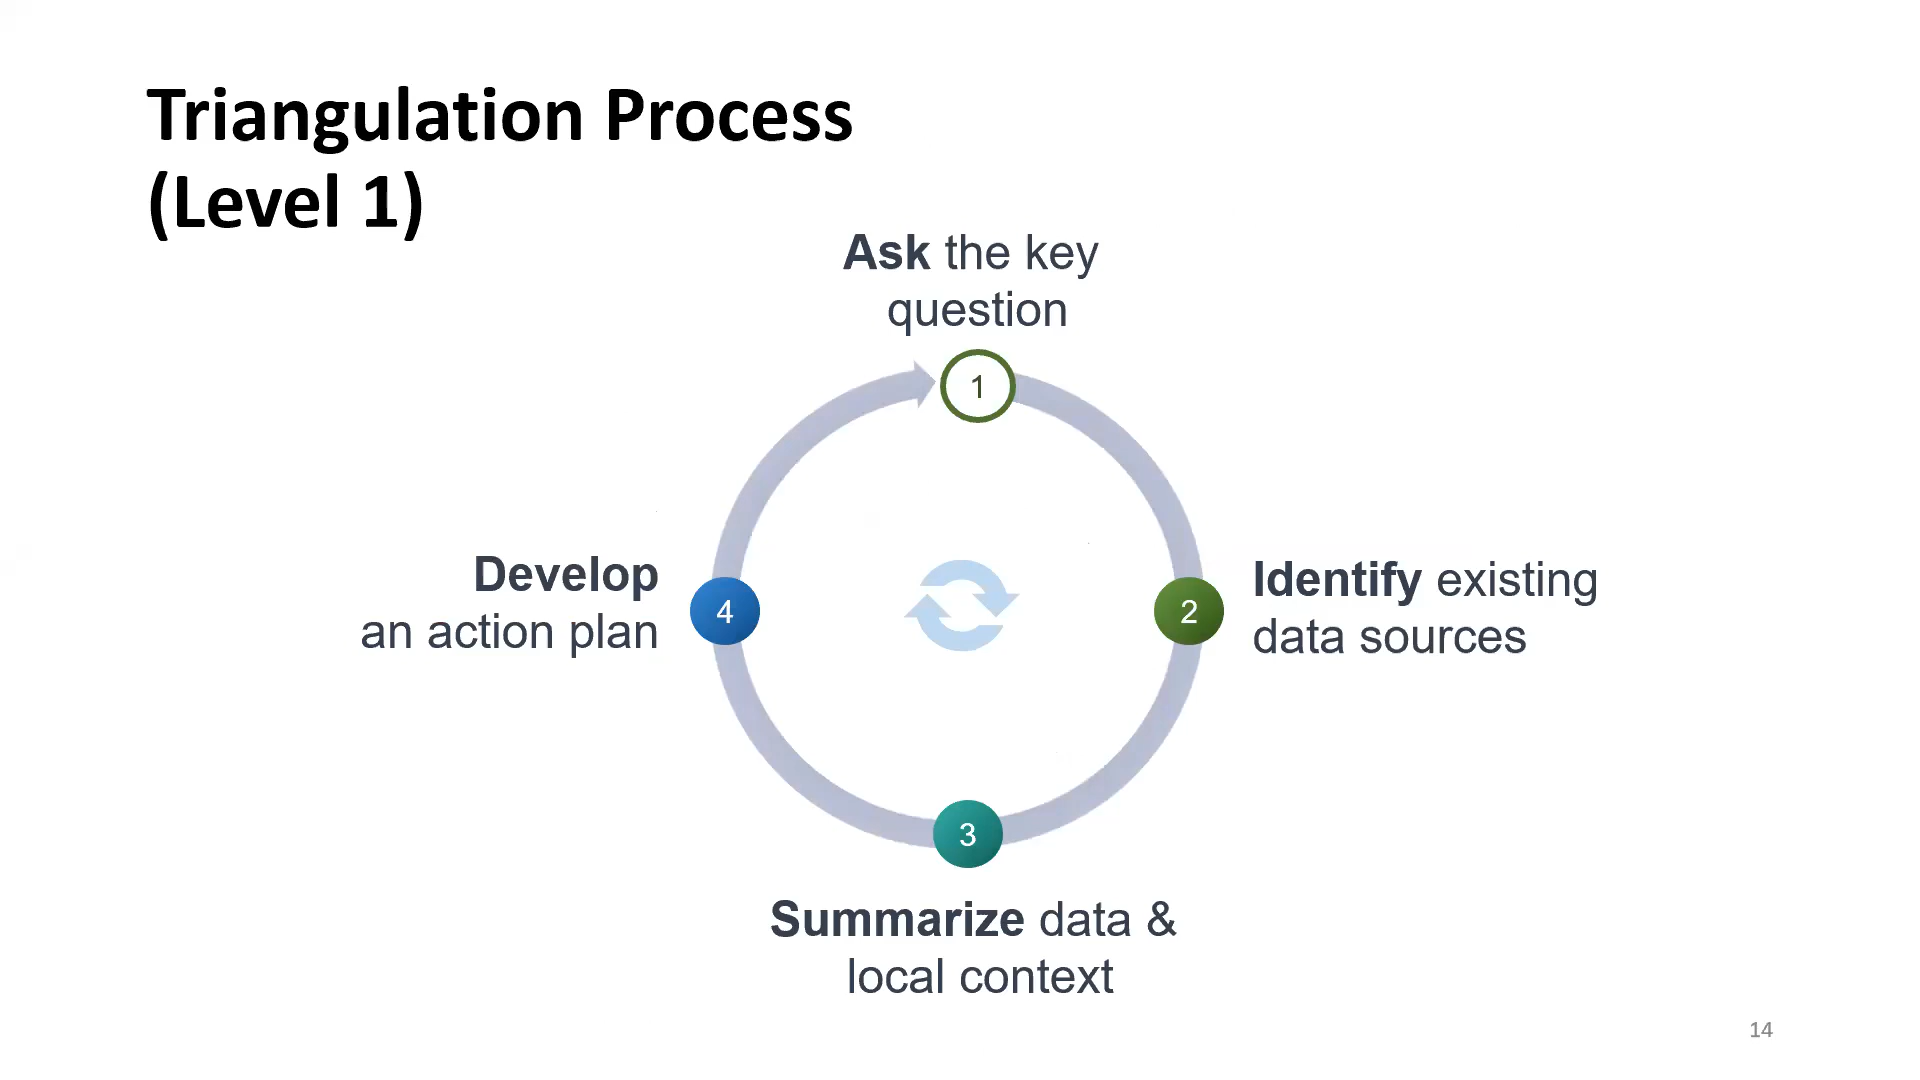 Triangulation Process
(Level 1)
Ask the key
question
1
Identify existing
data sources
2
Summarize data &
local context
3
Develop
an action plan
4
14